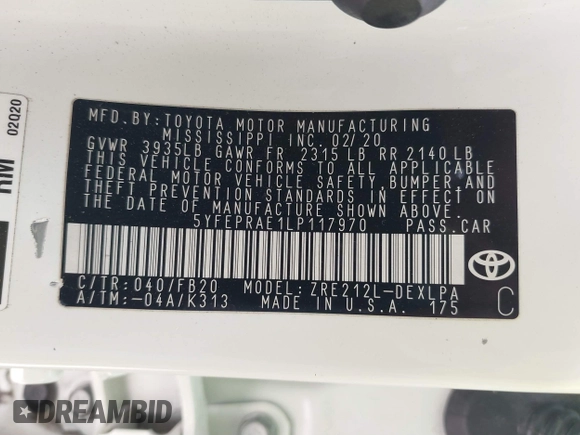 MFD.BY:TOYOTA MOTOR MANUFACTURING
MISSISSIPPI, INC. 02/20
GVWR 3935LB GAWR FR 2315 LB RR 2140 LB
THIS VEHICLE CONFORMS TO ALL APPLICABLE
FEDERAL MOTOR VEHICLE SAFETY, BUMPER, AND
THEFT PREVENTION STANDARDS IN EFFECT ON
THE DATE OF MANUFACTURE SHOWN ABOVE.
5YFEPRAE1LP117970 PASS.CAR
C/TR: 040/FB20 MODEL: ZRE212L-DEXLPA
A/TM: -04A/K313 MADE IN U.S.A. 175
C
RM
02Q20
DREAMBID